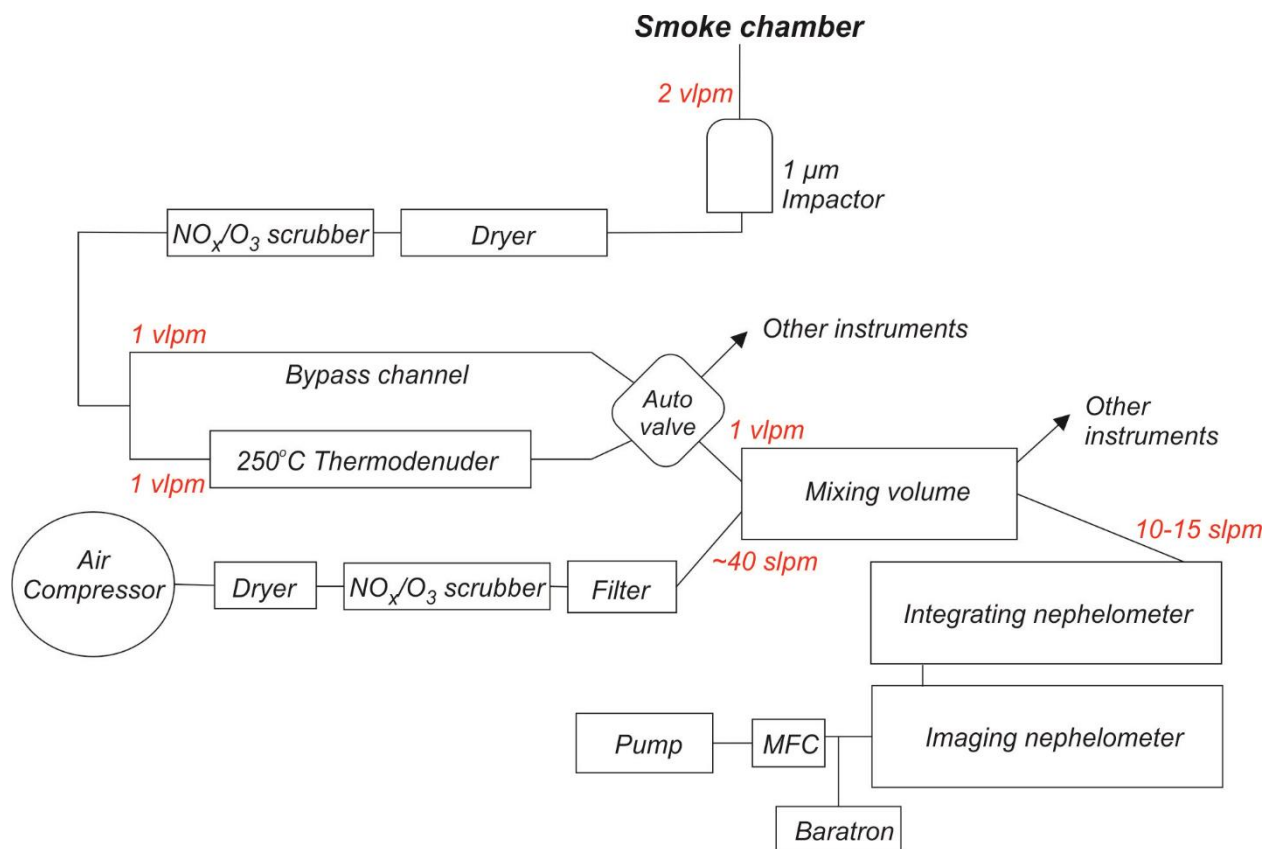 Smoke chamber
2 vlpm
1 µm
Impactor
NOx/O3 scrubber
Dryer
1 vlpm
Bypass channel
Other instruments
Auto
valve
250°C Thermodenuder
1 vlpm
1 vlpm
Other
instruments
Mixing volume
10-15 slpm
~40 slpm
Air
Compressor
Dryer
NOx/O3 scrubber
Filter
Integrating nephelometer
Imaging nephelometer
Pump
MFC
Baratron